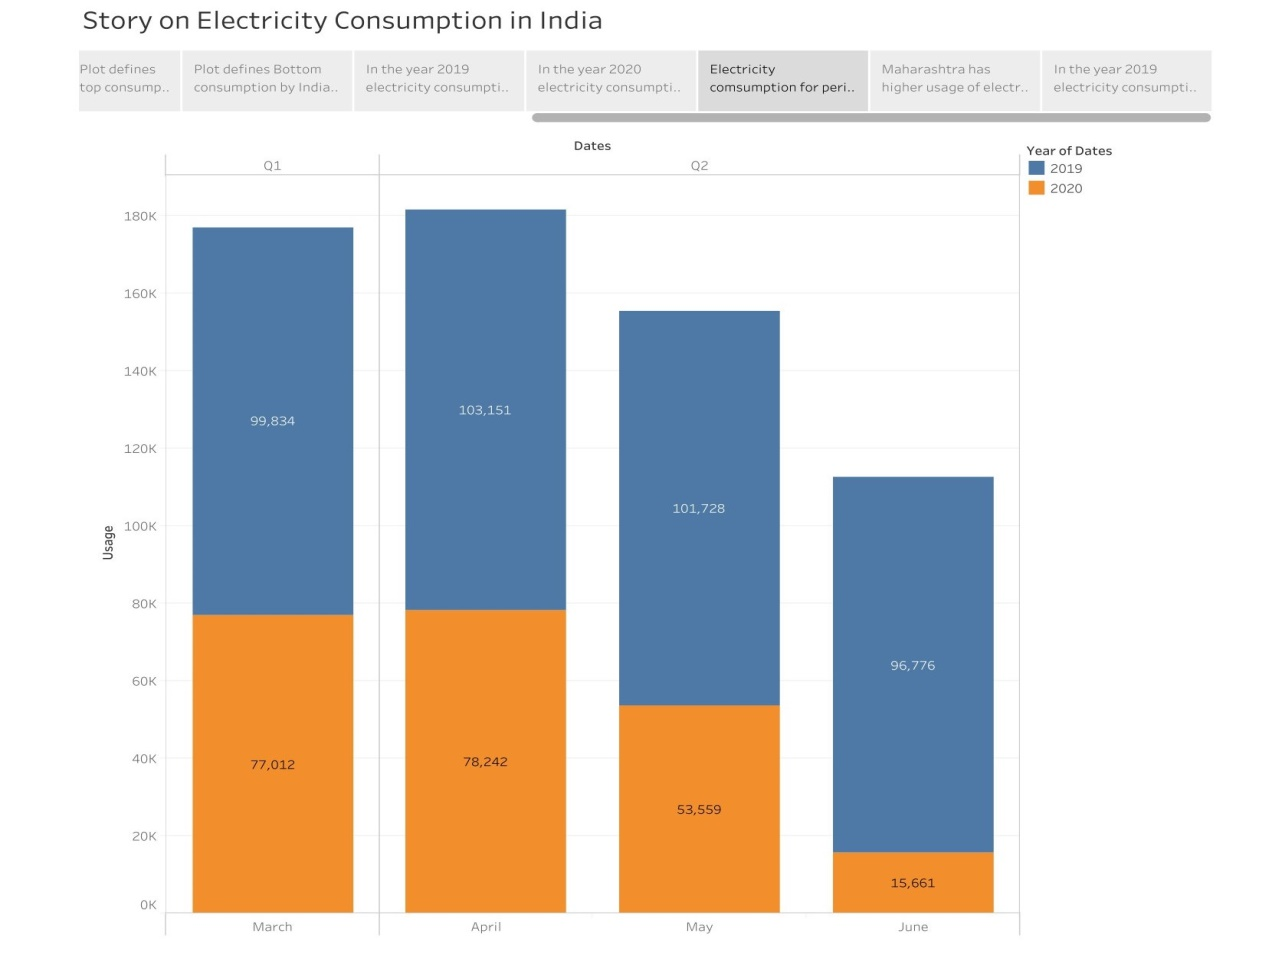 Story on Electricity Consumption in India
Plot defines
top consump..
Plot defines Bottom
consumption by India..
In the year 2019
electricity consumpti..
In the year 2020
electricity consumpti..
Electricity
comsumption for peri..
Maharashtra has
higher usage of electr..
In the year 2019
electricity consumpti..
Dates
Q1
Q2
Year of Dates
2019
2020
Usage
180K
160K
140K
120K
100K
80K
60K
40K
20K
0K
99,834
103,151
101,728
96,776
77,012
78,242
53,559
15,661
March
April
May
June